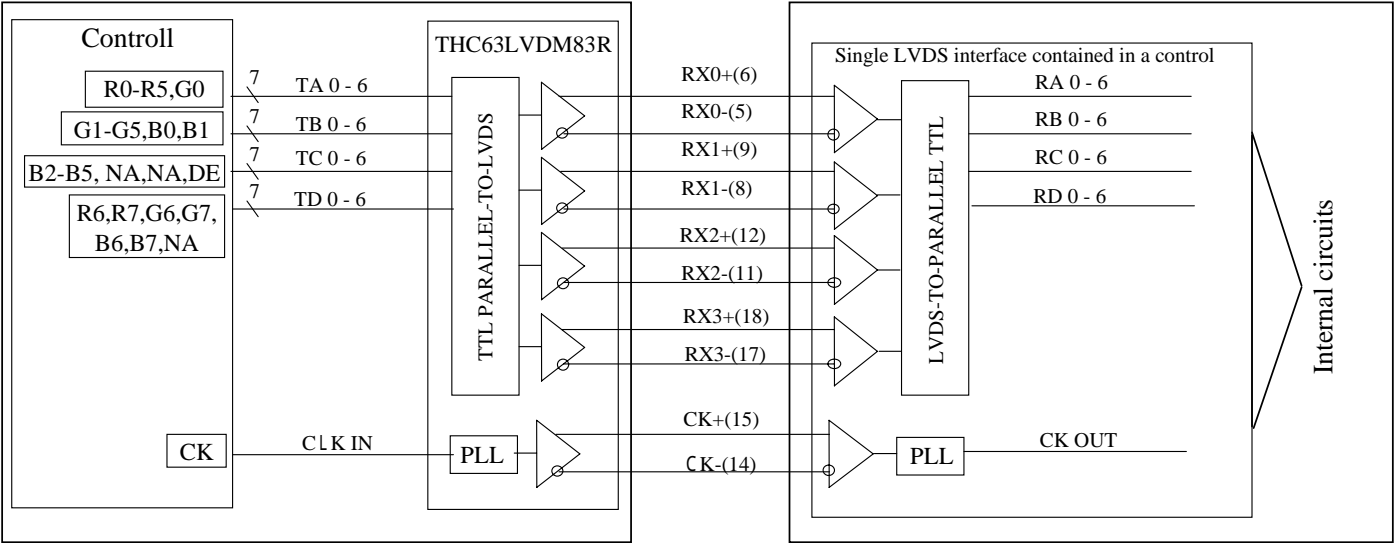 Controll
R0-R5,G0
G1-G5,B0,B1
B2-B5, NA,NA,DE
R6,R7,G6,G7,
B6,B7,NA
CK
7
TA 0 - 6
7
TB 0 - 6
7
TC 0 - 6
7
TD 0 - 6
CLK IN
THC63LVDM83R
TTL PARALLEL-TO-LVDS
PLL
RX0+(6)
RX0-(5)
RX1+(9)
RX1-(8)
RX2+(12)
RX2-(11)
RX3+(18)
RX3-(17)
CK+(15)
CK-(14)
Single LVDS interface contained in a control
LVDS-TO-PARALLEL TTL
PLL
RA 0 - 6
RB 0 - 6
RC 0 - 6
RD 0 - 6
CK OUT
Internal circuits